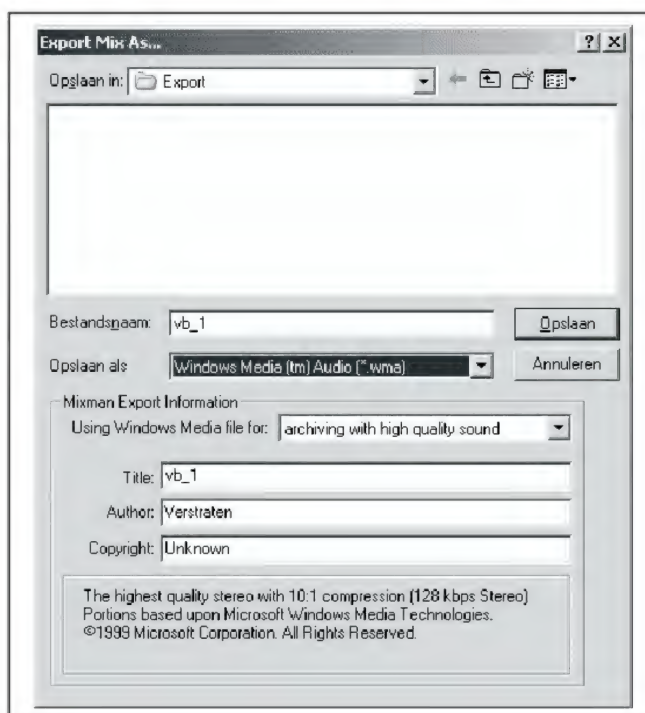 Export Mix As...
Opslaan in: Export
Bestandsnaam: vb_1 Opslaan
Opslaan als Windows Media (tm) Audio (*.wma) Annuleren
Mixman Export Information
Using Windows Media file for: archiving with high quality sound
Title: vb_1
Author: Verstraten
Copyright: Unknown
The highest quality stereo with 10:1 compression (128 kbps Stereo)
Portions based upon Microsoft Windows Media Technologies.
©1999 Microsoft Corporation. All Rights Reserved.